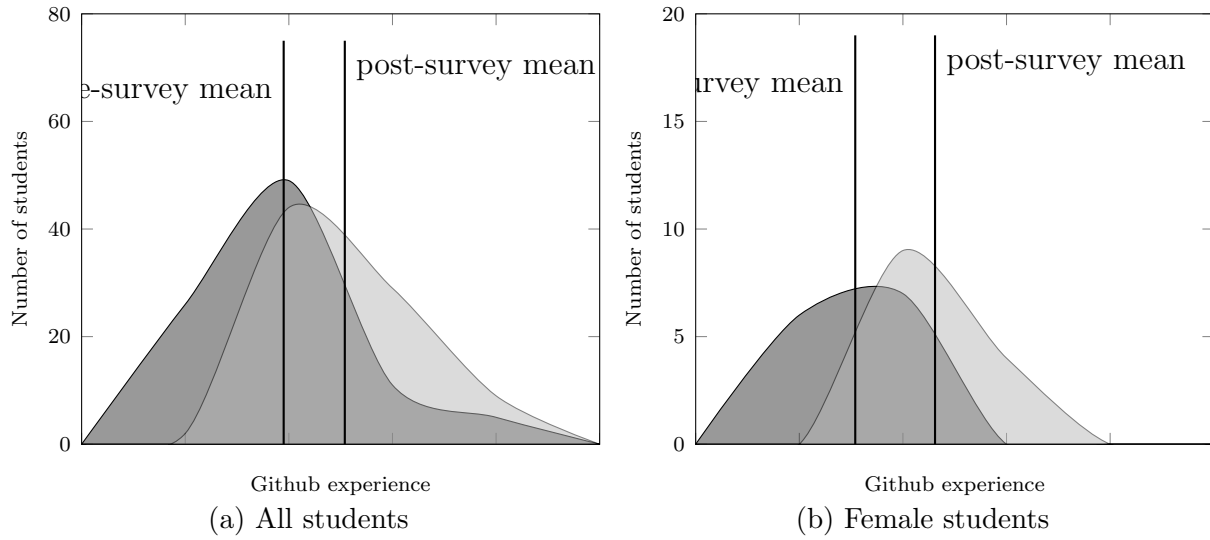 80
60
40
20
0
Number of students
e-survey mean
post-survey mean
Github experience
(a) All students
20
15
10
5
0
Number of students
urvey mean
post-survey mean
Github experience
(b) Female students